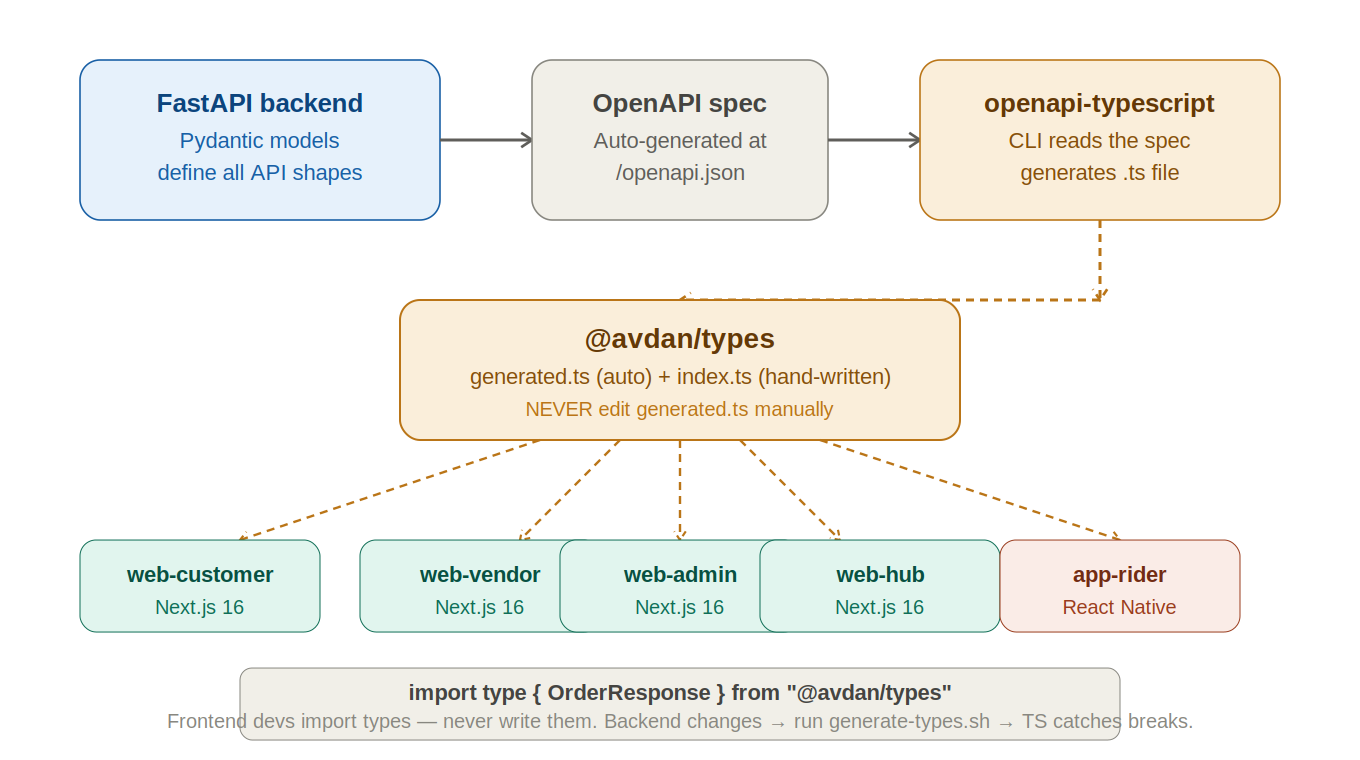 FastAPI backend
Pydantic models
define all API shapes
OpenAPI spec
Auto-generated at
/openapi.json
openapi-typescript
CLI reads the spec
generates .ts file
@avdan/types
generated.ts (auto) + index.ts (hand-written)
NEVER edit generated.ts manually
web-customer
Next.js 16
web-vendor
Next.js 16
web-admin
Next.js 16
web-hub
Next.js 16
app-rider
React Native
import type { OrderResponse } from "@avdan/types"
Frontend devs import types — never write them. Backend changes → run generate-types.sh → TS catches breaks.